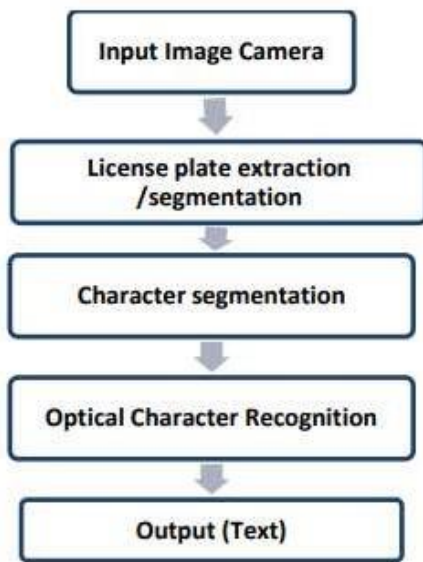 Input Image Camera
License plate extraction
/segmentation
Character segmentation
Optical Character Recognition
Output (Text)